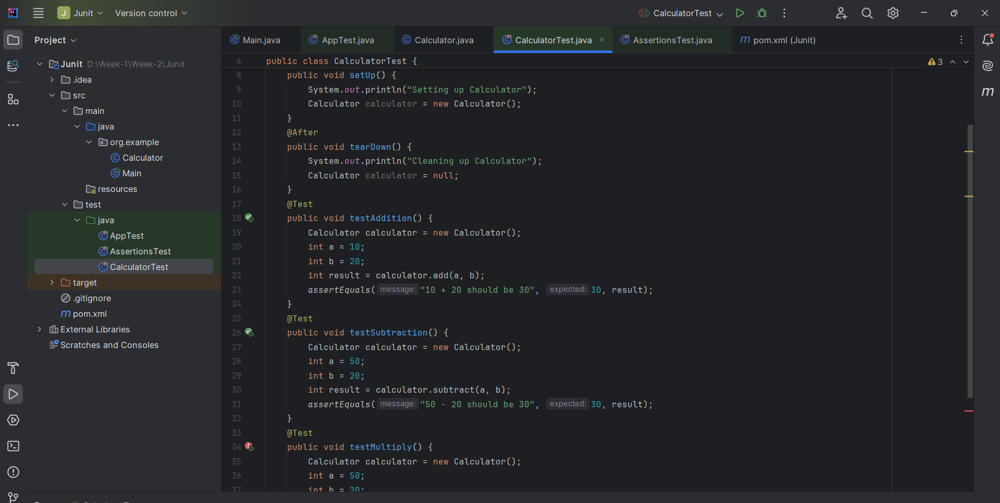 J Junit Version control CalculatorTest
Project
Main.java AppTest.java Calculator.java CalculatorTest.java AssertionsTest.java m pom.xml (Junit)
Junit D:\Week-1\Week-2\Junit
.idea
src
main
java
org.example
Calculator
Main
resources
test
java
AppTest
AssertionsTest
CalculatorTest
target
.gitignore
m pom.xml
External Libraries
Scratches and Consoles
6 public class CalculatorTest {
3
8 public void setUp() {
9 System.out.println("Setting up Calculator");
10 Calculator calculator = new Calculator();
11 }
12 @After
13 public void tearDown() {
14 System.out.println("Cleaning up Calculator");
15 Calculator calculator = null;
16 }
17 @Test
18 public void testAddition() {
19 Calculator calculator = new Calculator();
20 int a = 10;
21 int b = 20;
22 int result = calculator.add(a, b);
23 assertEquals( message: "10 + 20 should be 30", expected: 30, result);
24 }
25 @Test
26 public void testSubtraction() {
27 Calculator calculator = new Calculator();
28 int a = 50;
29 int b = 20;
30 int result = calculator.subtract(a, b);
31 assertEquals( message: "50 - 20 should be 30", expected: 30, result);
32 }
33 @Test
34 public void testMultiply() {
35 Calculator calculator = new Calculator();
36 int a = 50;
37 int b = 20;
m